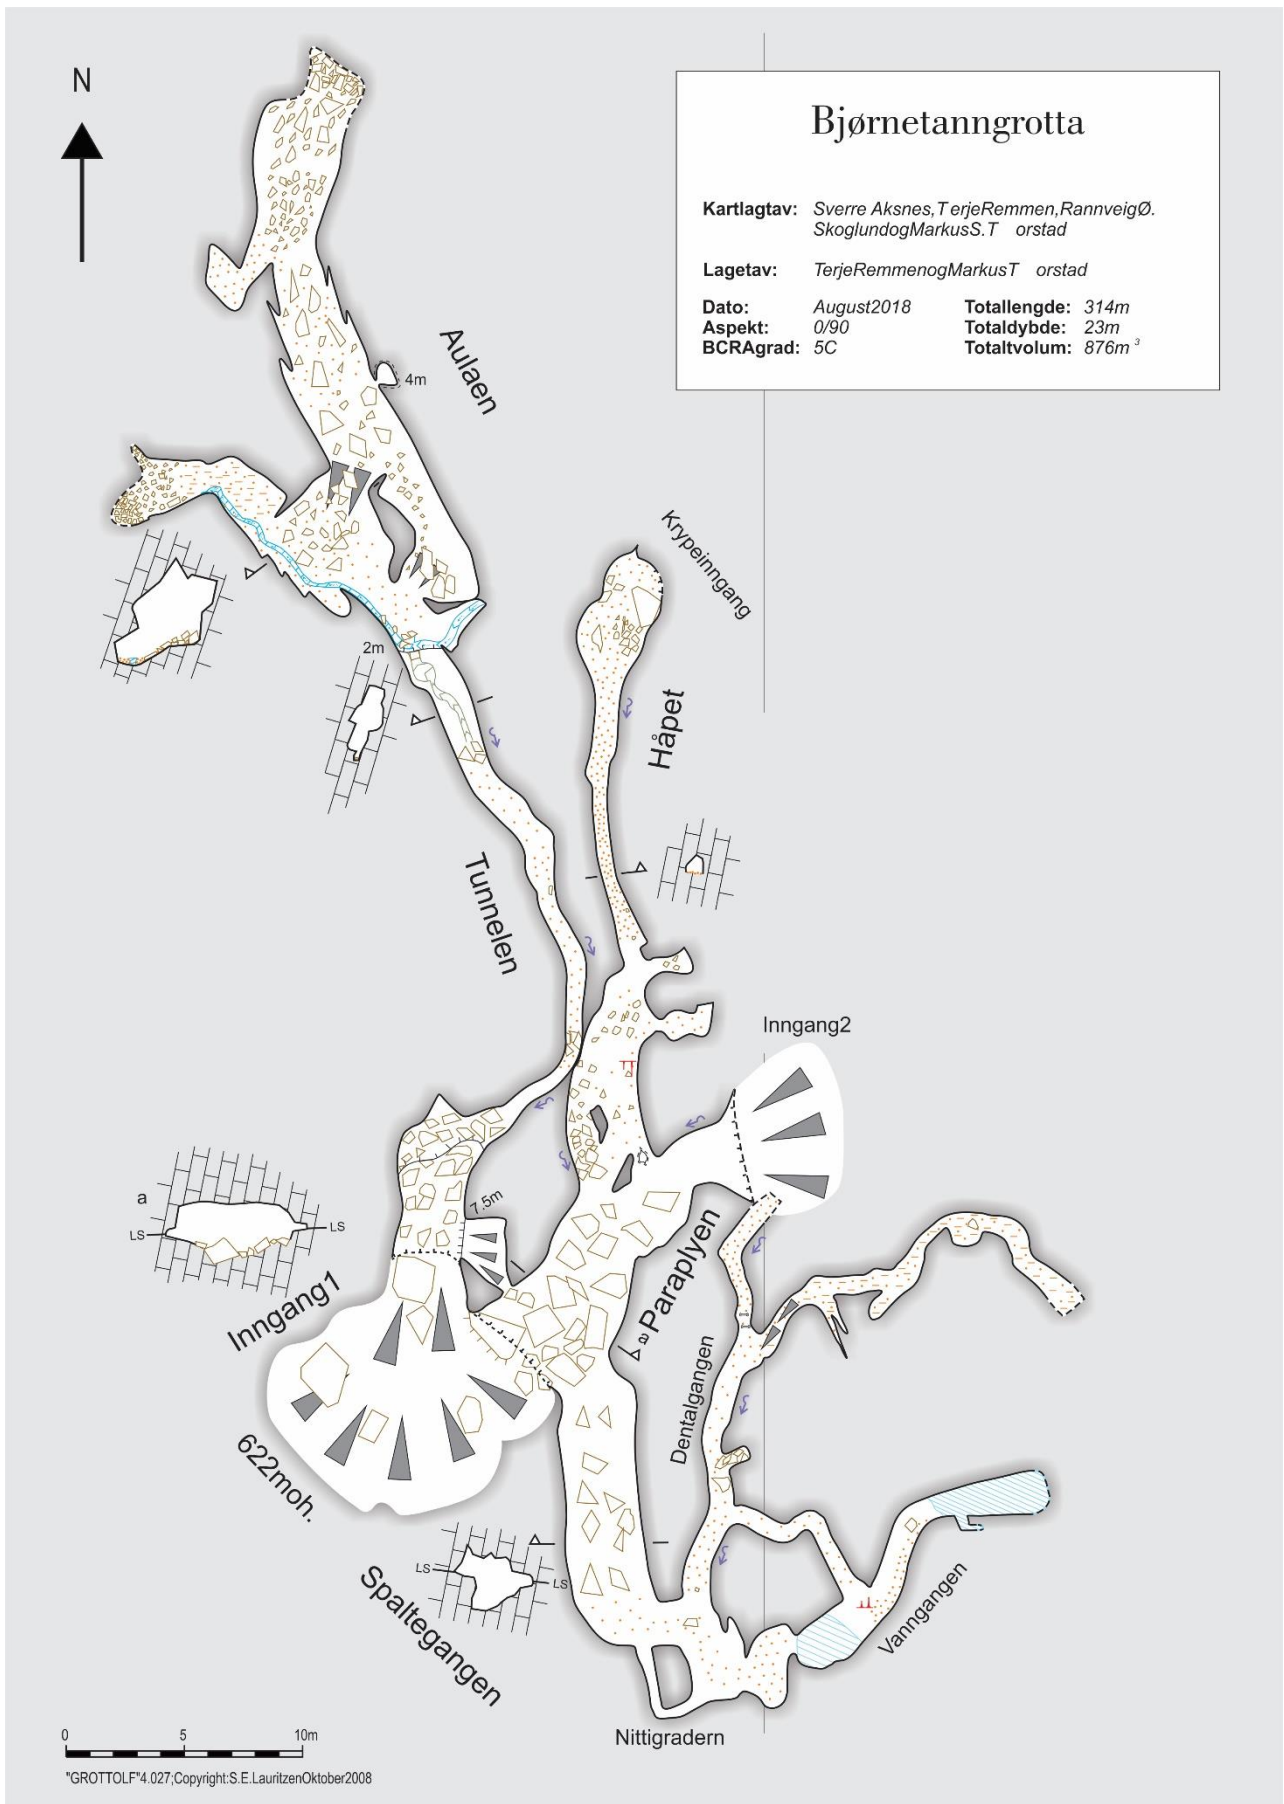 N
Bjørnetanngrotta
Kartlagtav: Sverre Aksnes,T erjeRemmen,RannveigØ.
SkoglundogMarkusS.T orstad
Lagetav: TerjeRemmenogMarkusT orstad
Dato: August2018 Totallengde: 314m
Aspekt: 0/90 Totaldybde: 23m
BCRAgrad: 5C Totaltvolum: 876m ³
Aulaen
4m
Krypeinngang
2m
Håpet
Tunnelen
Inngang2
a
LS LS
7.5m
Inngang1
Paraplyen
a
Dentalgangen
622moh.
Spaltegangen
LS LS
Vanngangen
Nittigradern
0 5 10m
"GROTTOLF"4.027;Copyright:S.E.LauritzenOktober2008